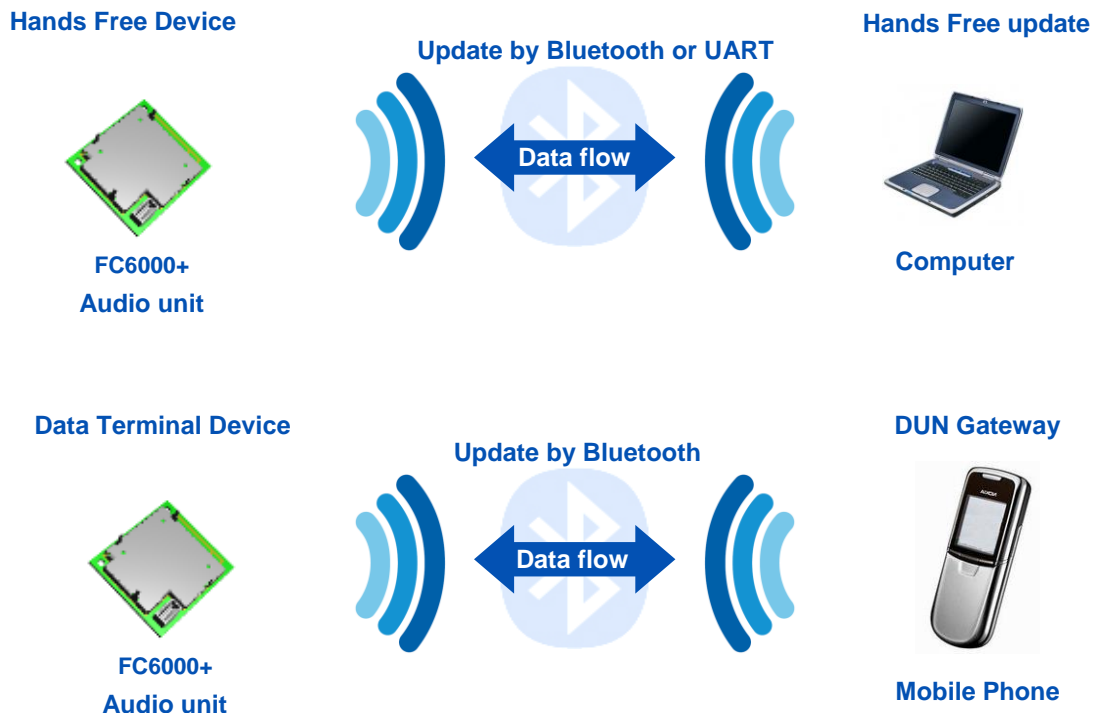 Hands Free Device
Hands Free update
Update by Bluetooth or UART
Data flow
FC6000+
Audio unit
Computer
Data Terminal Device
DUN Gateway
Update by Bluetooth
Data flow
FC6000+
Audio unit
Mobile Phone